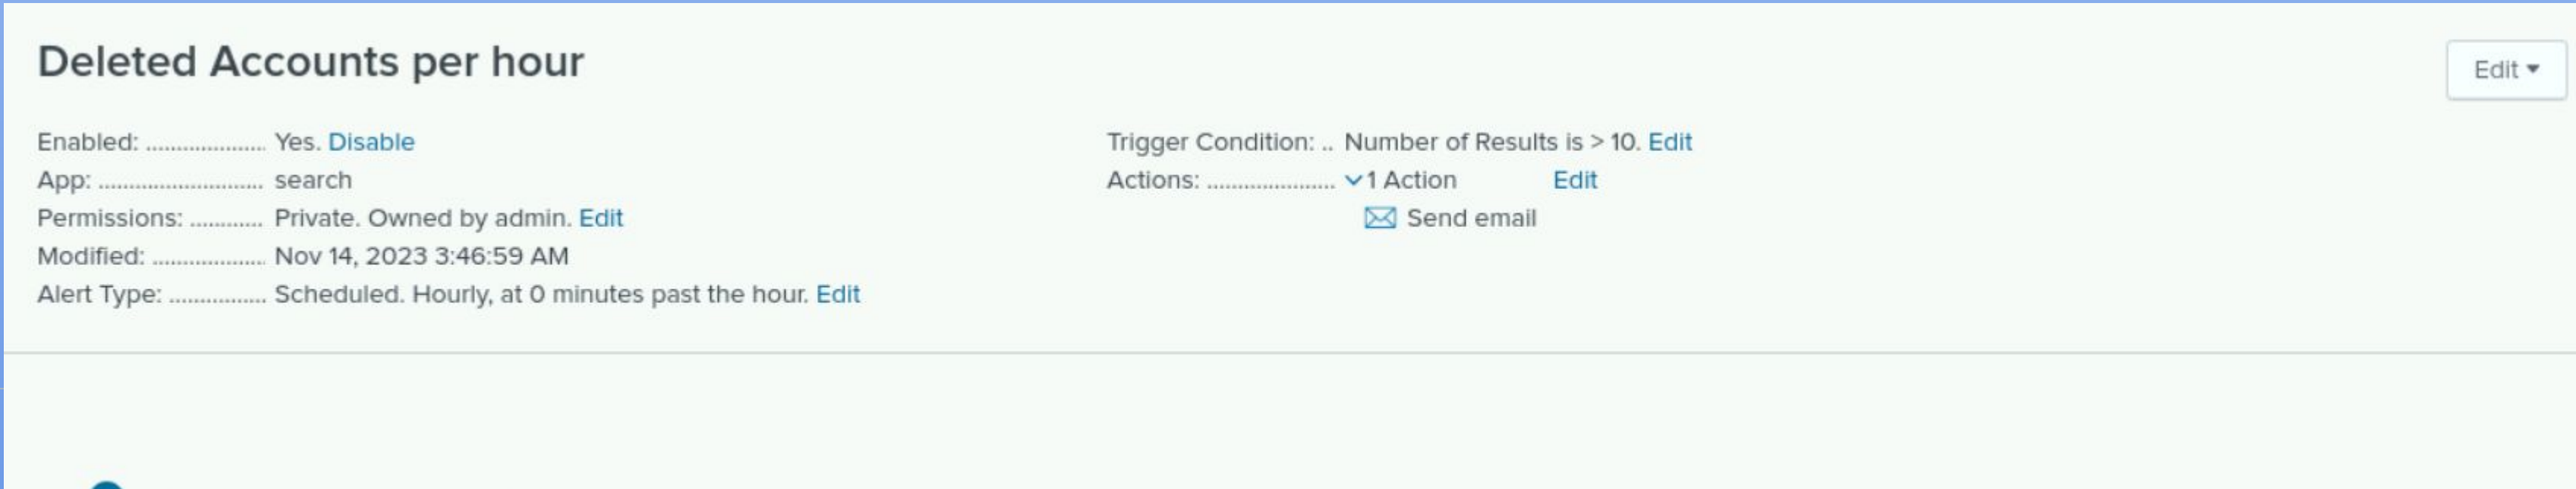 Deleted Accounts per hour
Edit
Enabled: .................... Yes. Disable
App: ........................... search
Permissions: ............ Private. Owned by admin. Edit
Modified: ................... Nov 14, 2023 3:46:59 AM
Alert Type: ................ Scheduled. Hourly, at 0 minutes past the hour. Edit
Trigger Condition: .. Number of Results is > 10. Edit
Actions: ..................... 1 Action Edit
Send email